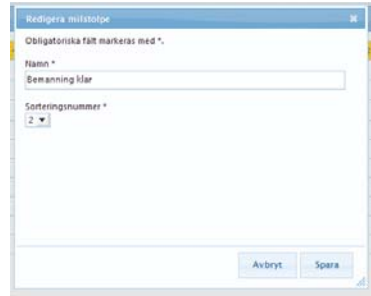 Redigera milstolpe
Obligatoriska fält markeras med *.
Namn *
Bemanning klar
Sorteringsnummer *
2
Avbryt Spara